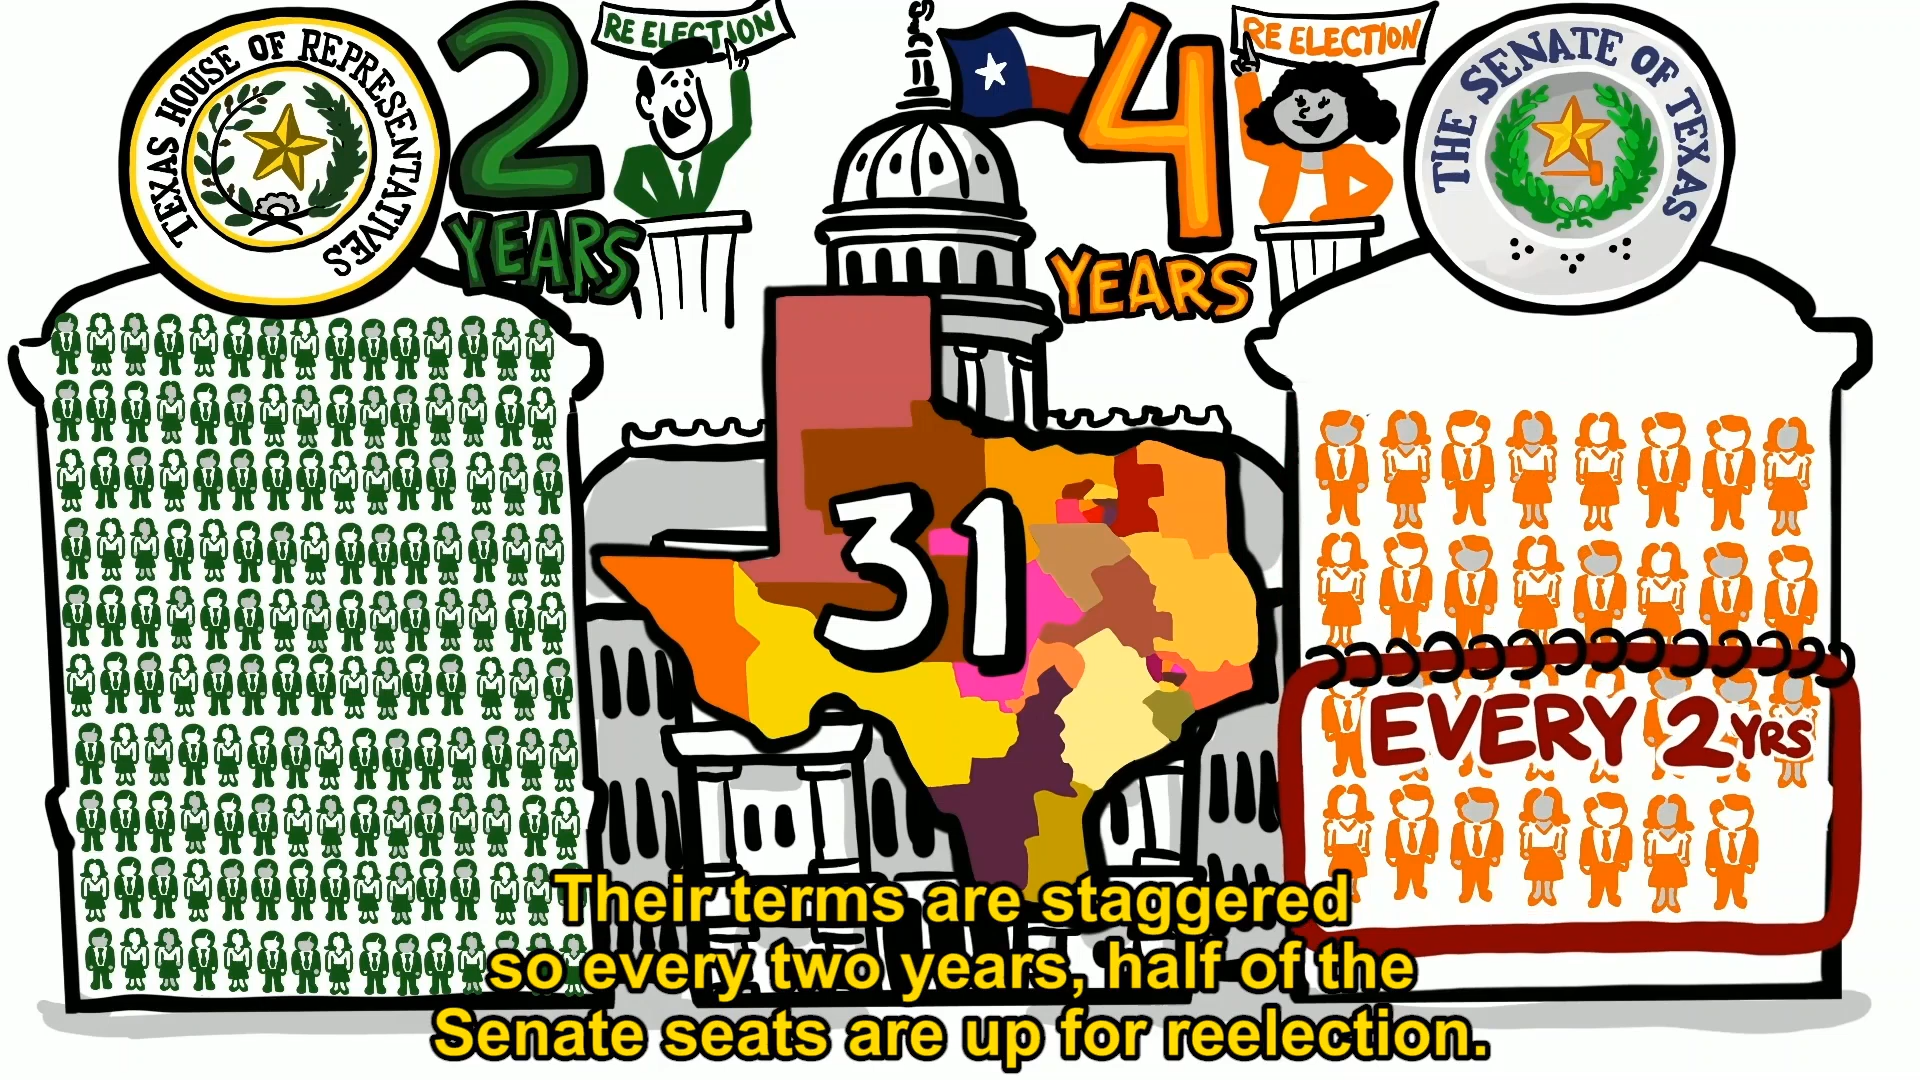 TEXAS HOUSE OF REPRESENTATIVES
2
YEARS
RE ELECTION
4
YEARS
RE ELECTION
THE SENATE OF TEXAS
31
EVERY 2 YRS
Their terms are staggered
so every two years, half of the
Senate seats are up for reelection.